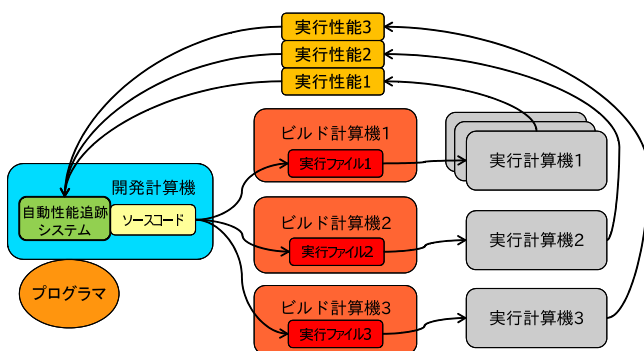 実行性能3
実行性能2
実行性能1
ビルド計算機1
実行ファイル1
実行計算機1
開発計算機
自動性能追跡
システム
ソースコード
ビルド計算機2
実行ファイル2
実行計算機2
プログラマ
ビルド計算機3
実行ファイル3
実行計算機3